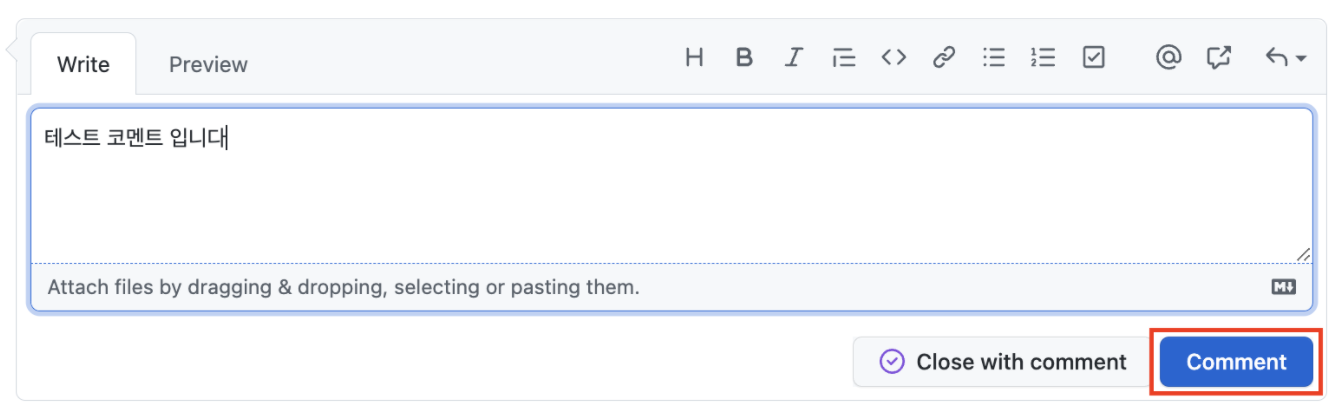 Write Preview H B I
테스트 코멘트 입니다
Attach files by dragging & dropping, selecting or pasting them.
Close with comment Comment